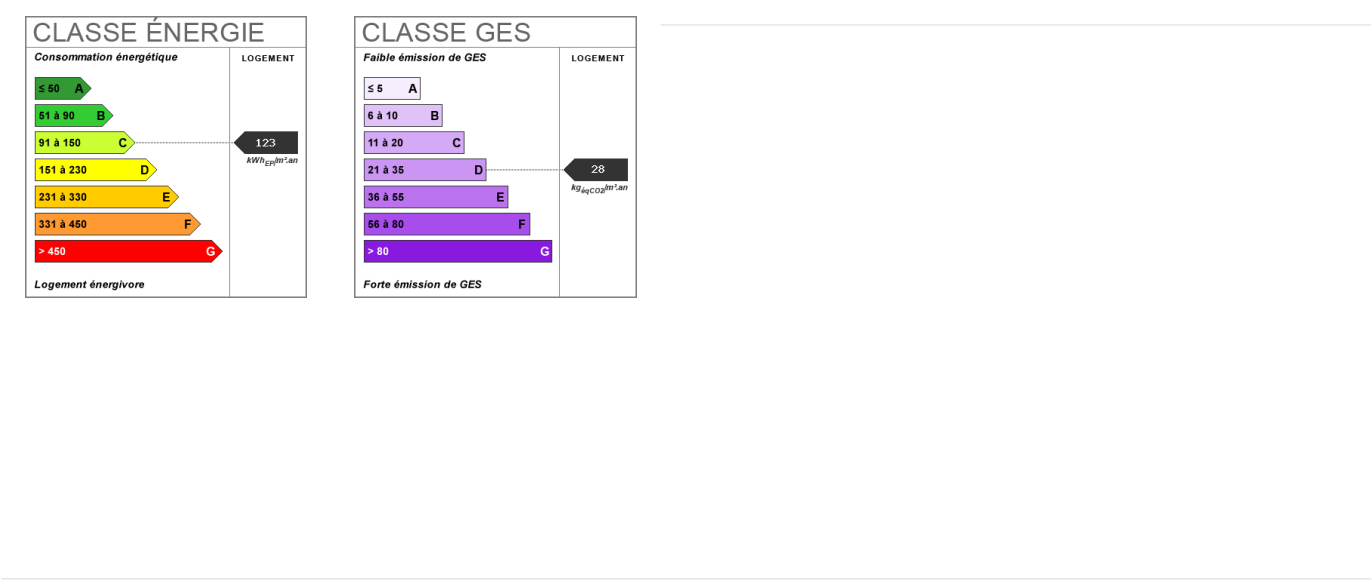 CLASSE ÉNERGIE
Consommation énergétique
LOGEMENT
≤ 50 A
51 à 90 B
91 à 150 C
123
kWhEP/m².an
151 à 230 D
231 à 330 E
331 à 450 F
> 450 G
Logement énergivore
CLASSE GES
Faible émission de GES
LOGEMENT
≤ 5 A
6 à 10 B
11 à 20 C
21 à 35 D
28
kgéqCO2/m².an
36 à 55 E
56 à 80 F
> 80 G
Forte émission de GES